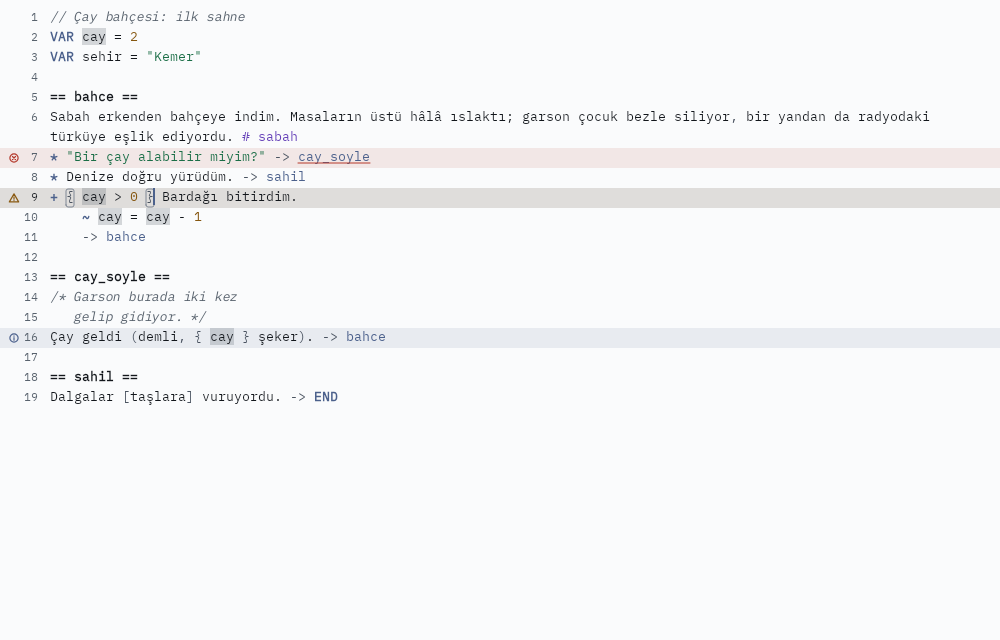 1 // Çay bahçesi: ilk sahne
2 VAR cay = 2
3 VAR sehir = "Kemer"
4
5 == bahce ==
6 Sabah erkenden bahçeye indim. Masaların üstü hâlâ ıslaktı; garson çocuk bezle siliyor, bir yandan da radyodaki
türküye eşlik ediyordu. # sabah
7 * "Bir çay alabilir miyim?" -> cay_soyle
8 * Denize doğru yürüdüm. -> sahil
9 + { cay > 0 } Bardağı bitirdim.
10 ~ cay = cay - 1
11 -> bahce
12
13 == cay_soyle ==
14 /* Garson burada iki kez
15 gelip gidiyor. */
16 Çay geldi (demli, { cay } şeker). -> bahce
17
18 == sahil ==
19 Dalgalar [taşlara] vuruyordu. -> END